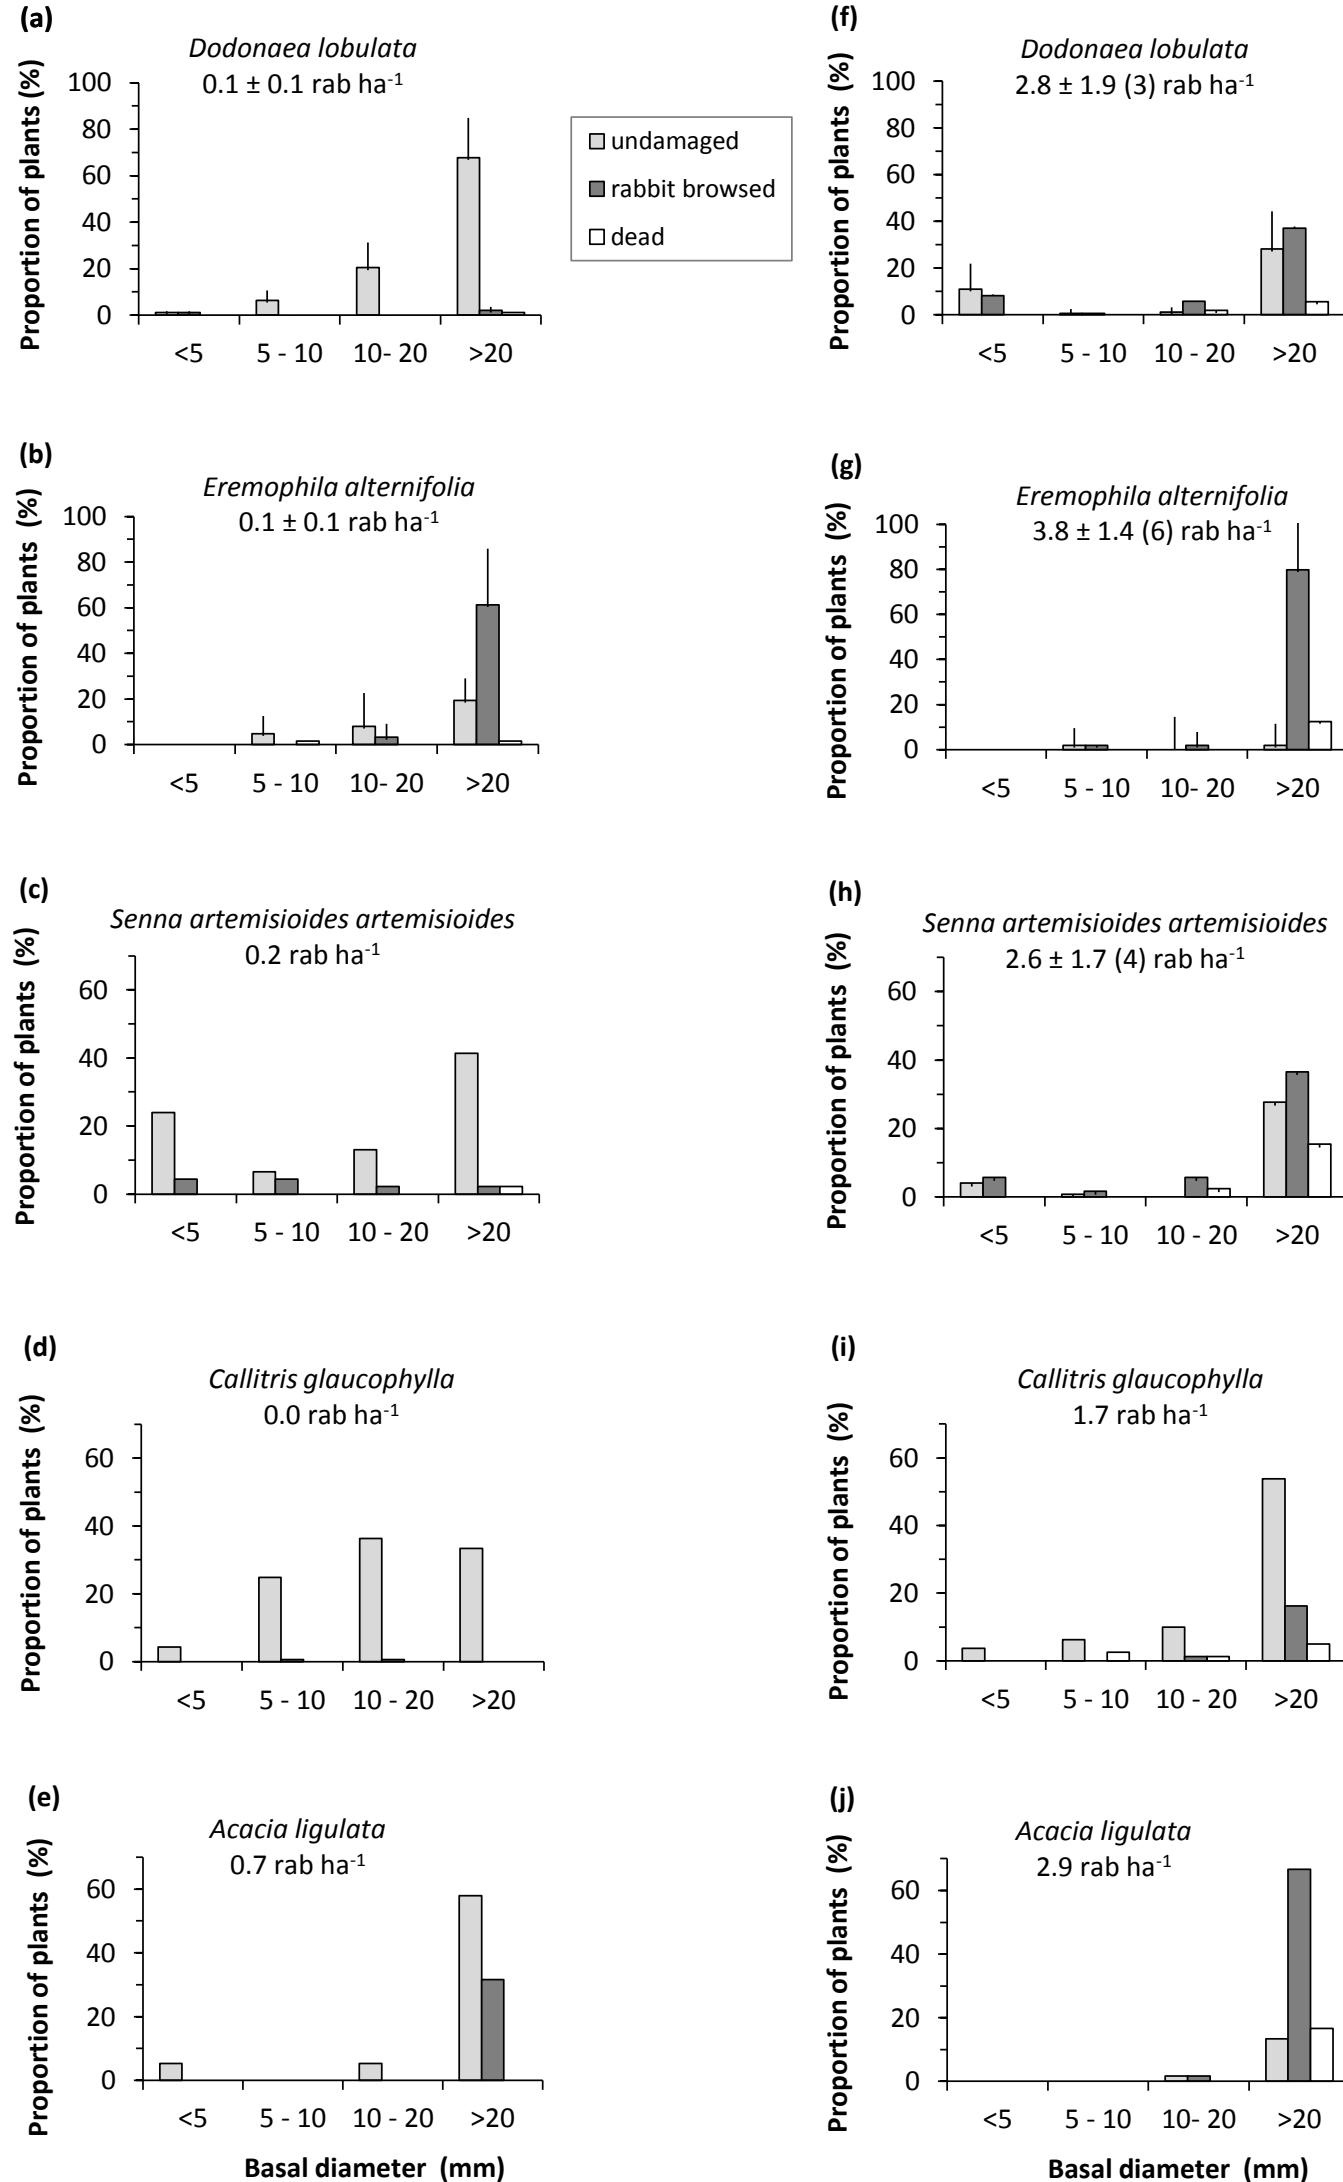 (a)
Dodonaea lobulata
0.1 ± 0.1 rab ha-1
Proportion of plants (%)
100
80
60
40
20
0
<5 5 - 10 10- 20 >20
undamaged
rabbit browsed
dead
(f)
Dodonaea lobulata
2.8 ± 1.9 (3) rab ha-1
Proportion of plants (%)
100
80
60
40
20
0
<5 5 - 10 10 - 20 >20
(b)
Eremophila alternifolia
0.1 ± 0.1 rab ha-1
Proportion of plants (%)
100
80
60
40
20
0
<5 5 - 10 10- 20 >20
(g)
Eremophila alternifolia
3.8 ± 1.4 (6) rab ha-1
Proportion of plants (%)
100
80
60
40
20
0
<5 5 - 10 10- 20 >20
(c)
Senna artemisioides artemisioides
0.2 rab ha-1
Proportion of plants (%)
60
40
20
0
<5 5 - 10 10 - 20 >20
(h)
Senna artemisioides artemisioides
2.6 ± 1.7 (4) rab ha-1
Proportion of plants (%)
60
40
20
0
<5 5 - 10 10 - 20 >20
(d)
Callitris glaucophylla
0.0 rab ha-1
Proportion of plants (%)
60
40
20
0
<5 5 - 10 10 - 20 >20
(i)
Callitris glaucophylla
1.7 rab ha-1
Proportion of plants (%)
60
40
20
0
<5 5 - 10 10 - 20 >20
(e)
Acacia ligulata
0.7 rab ha-1
Proportion of plants (%)
60
40
20
0
<5 5 - 10 10 - 20 >20
Basal diameter (mm)
(j)
Acacia ligulata
2.9 rab ha-1
Proportion of plants (%)
60
40
20
0
<5 5 - 10 10- 20 >20
Basal diameter (mm)